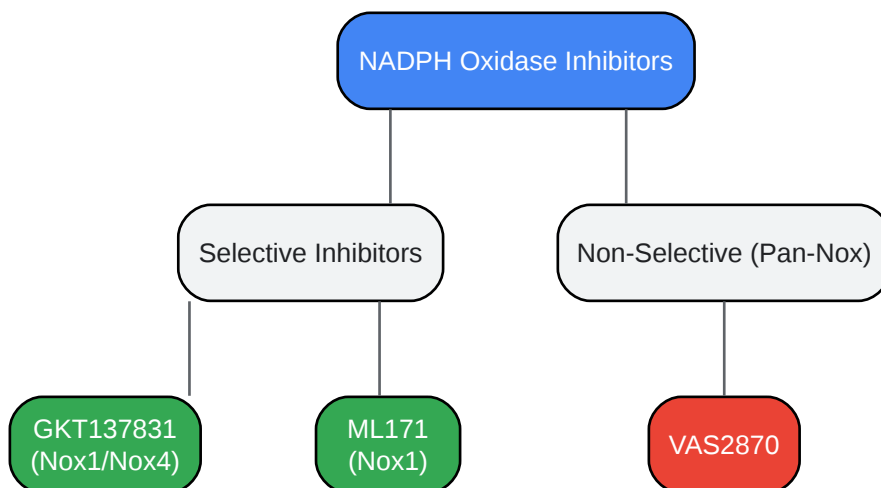 NADPH Oxidase Inhibitors
Selective Inhibitors
Non-Selective (Pan-Nox)
GKT137831
(Nox1/Nox4)
ML171
(Nox1)
VAS2870